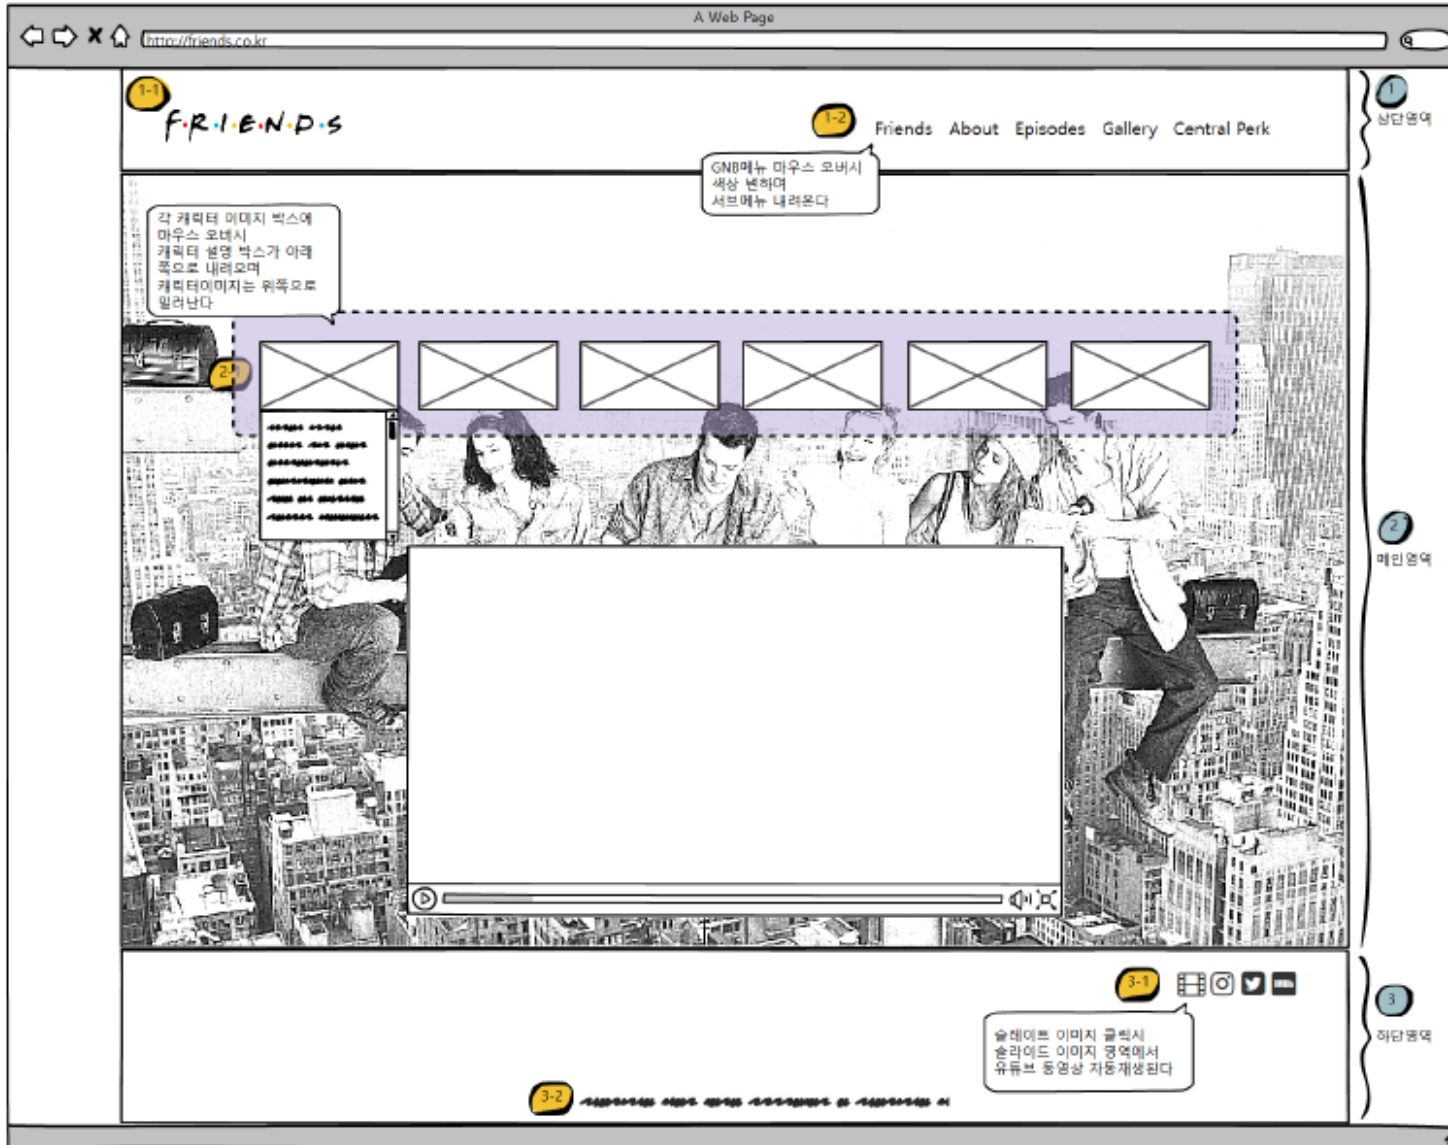 A Web Page
http://friends.co.kr
1-1
F·R·I·E·N·D·S
1-2
Friends About Episodes Gallery Central Perk
1
상단영역
GNB메뉴 마우스 오버시
색상 변하며
서브메뉴 내려온다
각 캐릭터 이미지 박스에
마우스 오버시
캐릭터 설명 박스가 아래
쪽으로 내려오며
캐릭터이미지는 위쪽으로
밀려난다
2-1
2
메인영역
3-1
3
하단영역
슬레이트 이미지 클릭시
슬라이드 이미지 영역에서
유튜브 동영상 자동재생된다
3-2